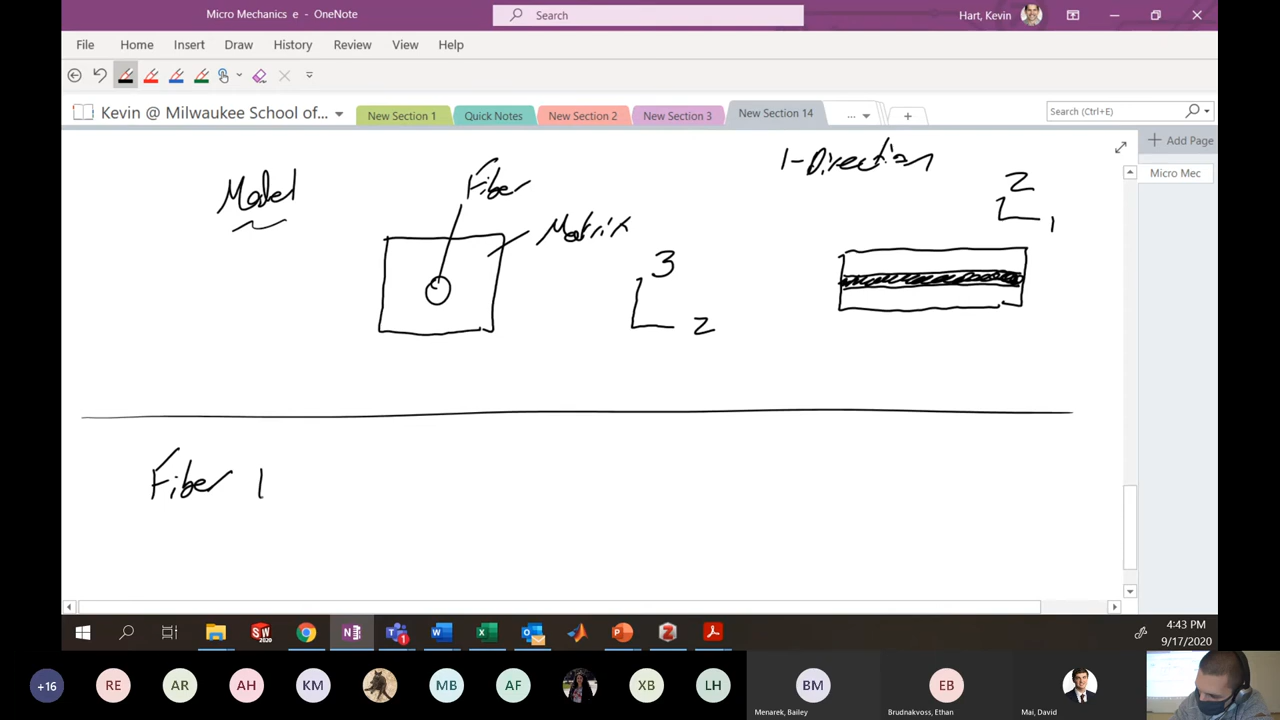 Micro Mechanics e - OneNote
Search
Hart, Kevin
File Home Insert Draw History Review View Help
Kevin @ Milwaukee School of...
New Section 1
Quick Notes
New Section 2
New Section 3
New Section 14
...
Search (Ctrl+E)
Add Page
Micro Mec
Model
Fiber
Matrix
3
2
1-Direction
2
1
Fiber 1
4:43 PM
9/17/2020
+16
RE
AR
AH
KM
MB
AF
XB
LH
BM
Menarek, Bailey
EB
Brudnakvoss, Ethan
Mai, David